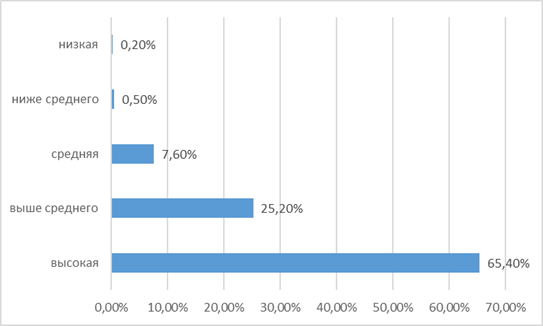 низкая
0,20%
ниже среднего
0,50%
средняя
7,60%
выше среднего
25,20%
высокая
65,40%
0,00% 10,00% 20,00% 30,00% 40,00% 50,00% 60,00% 70,00%